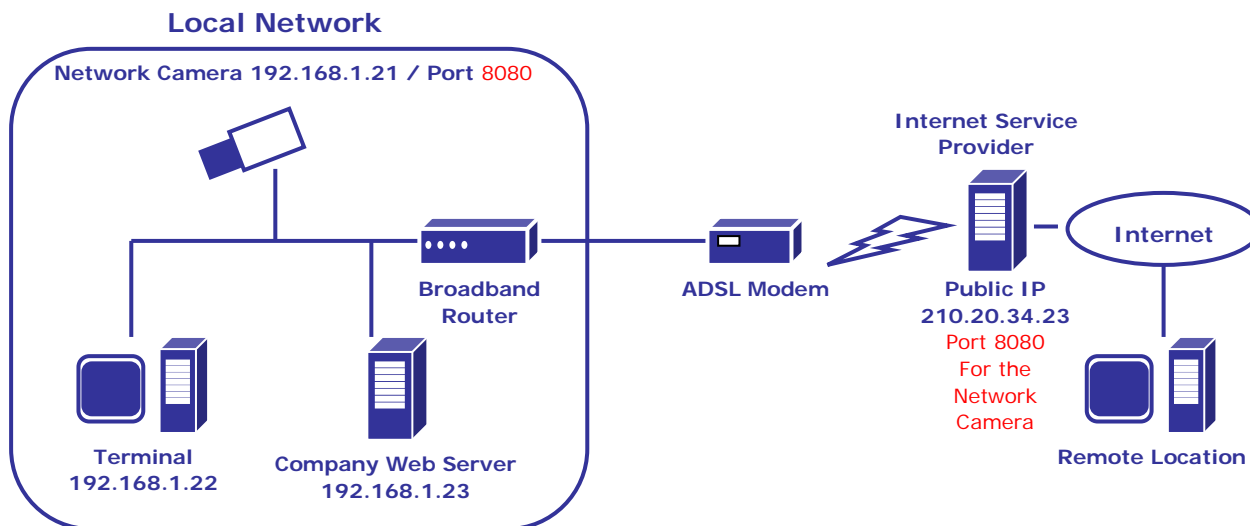 Local Network
Network Camera 192.168.1.21 / Port 8080
Internet Service
Provider
Internet
Broadband
Router
ADSL Modem
Public IP
210.20.34.23
Port 8080
For the
Network
Camera
Terminal
192.168.1.22
Company Web Server
192.168.1.23
Remote Location